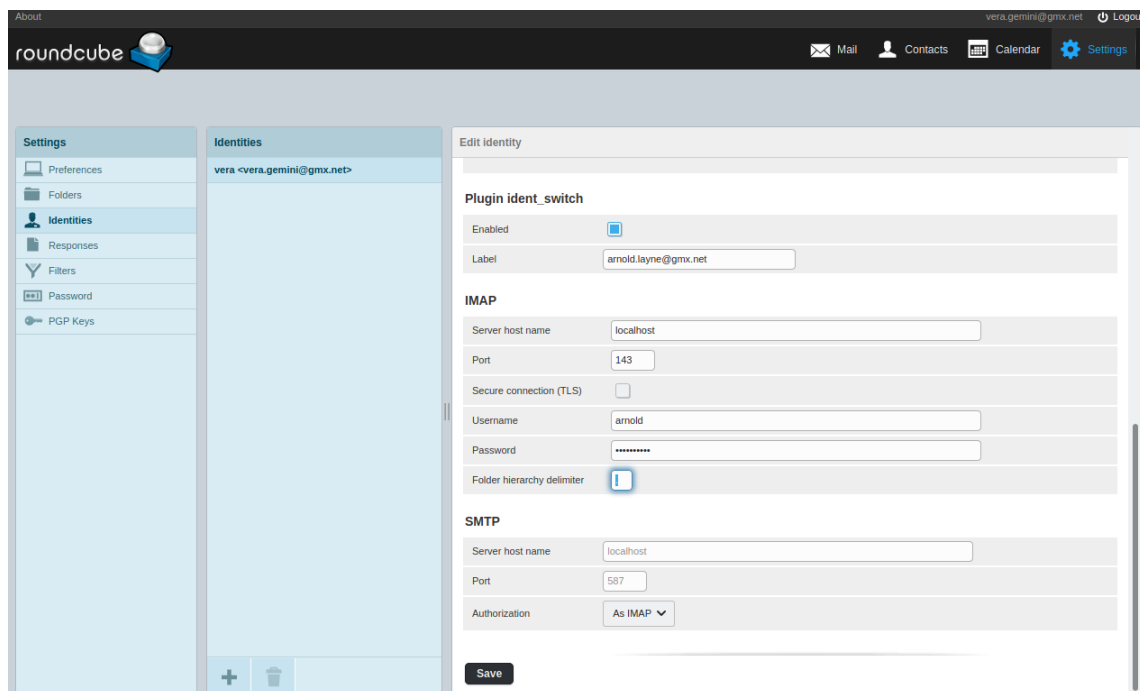 About vera.gemini@gmx.net Logou
roundcube Mail Contacts Calendar Settings
Settings
Preferences
Folders
Identities
Responses
Filters
Password
PGP Keys
Identities
vera <vera.gemini@gmx.net>
Edit identity
Plugin ident_switch
Enabled
Label arnold.layne@gmx.net
IMAP
Server host name localhost
Port 143
Secure connection (TLS)
Username arnold
Password ••••••••••
Folder hierarchy delimiter
SMTP
Server host name localhost
Port 587
Authorization As IMAP
Save